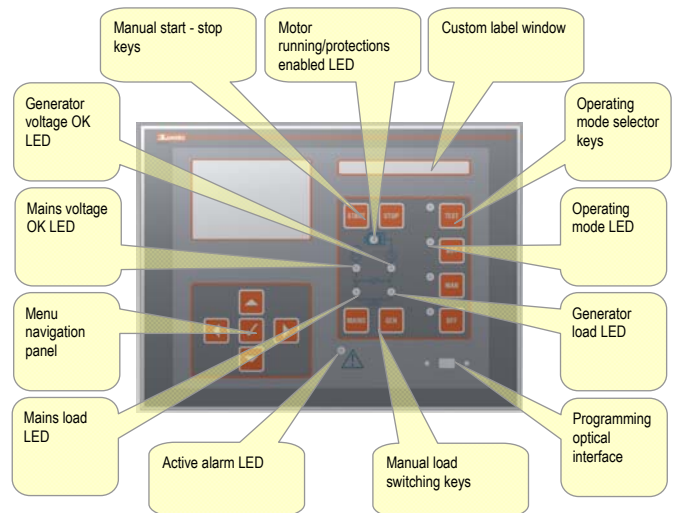 Manual start - stop
keys
Motor
running/protections
enabled LED
Custom label window
Generator
voltage OK
LED
Operating
mode selector
keys
Mains voltage
OK LED
Operating
mode LED
START STOP TEST
MAN
MAINS GEN OFF
Menu
navigation
panel
Generator
load LED
Mains load
LED
Active alarm LED
Manual load
switching keys
Programming
optical
interface